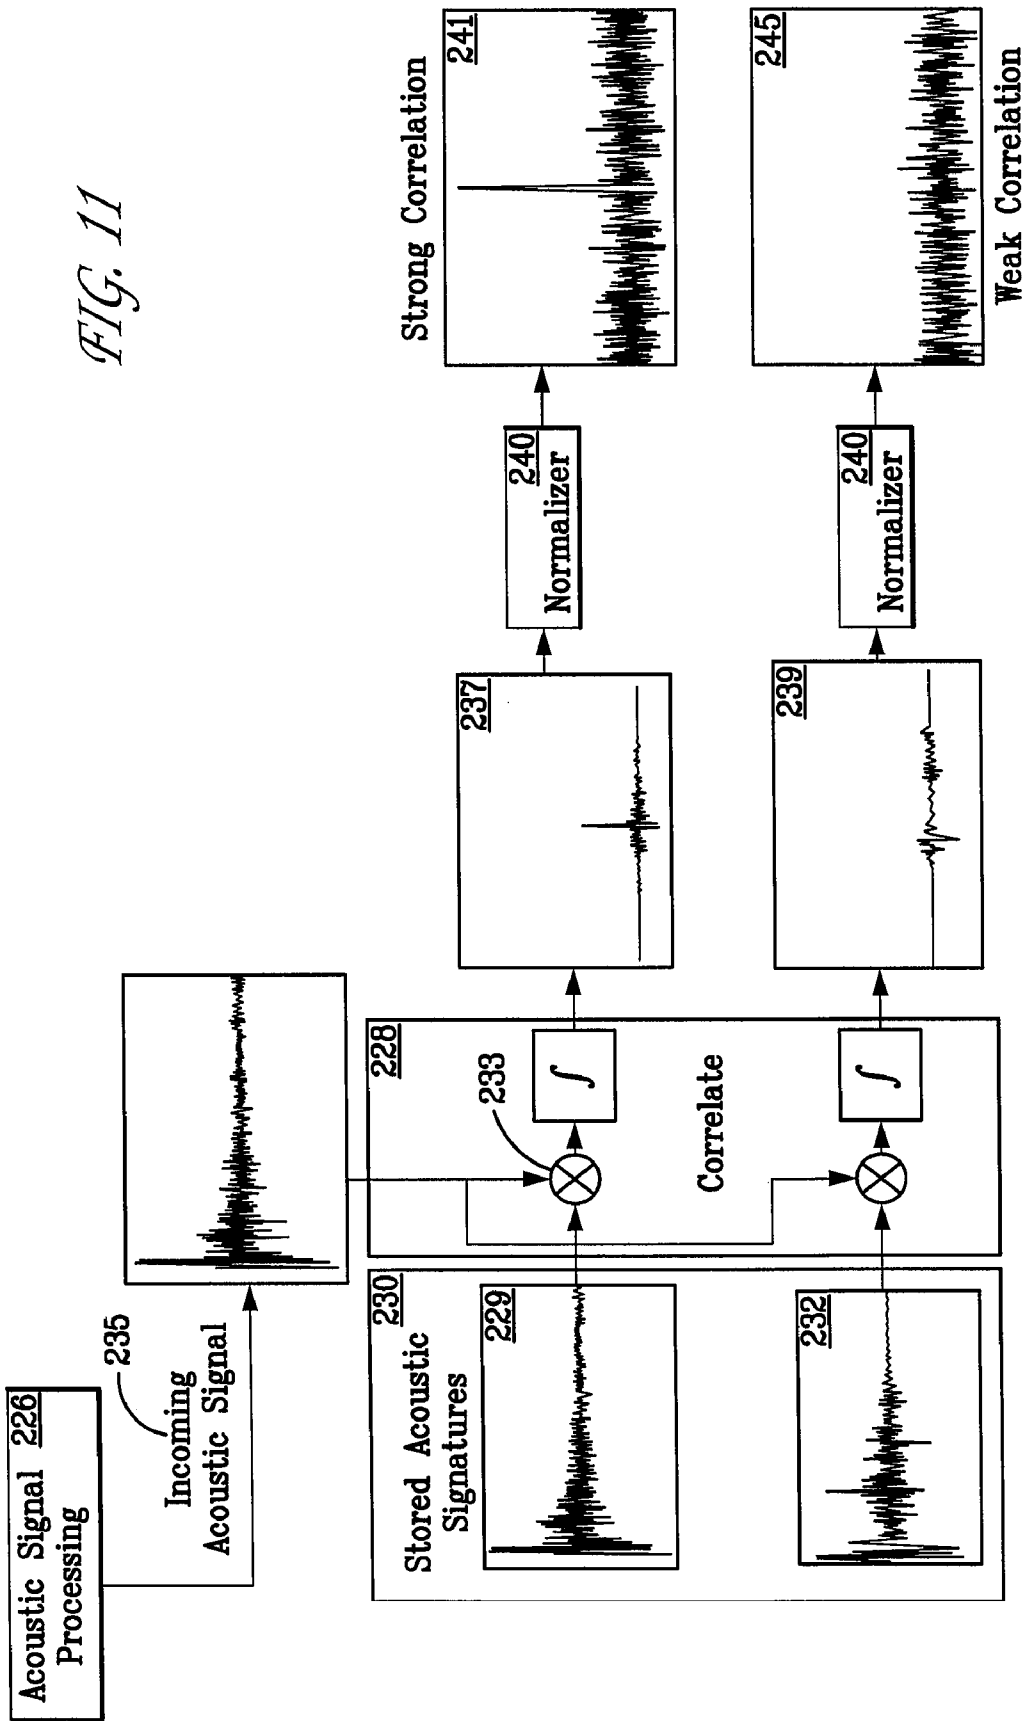 FIG. 11
Acoustic Signal 226
Processing
235
Incoming
Acoustic Signal
230
Stored Acoustic
Signatures
229
232
228
233
∫
∫
Correlate
237
239
240
Normalizer
240
Normalizer
Strong Correlation
241
245
Weak Correlation